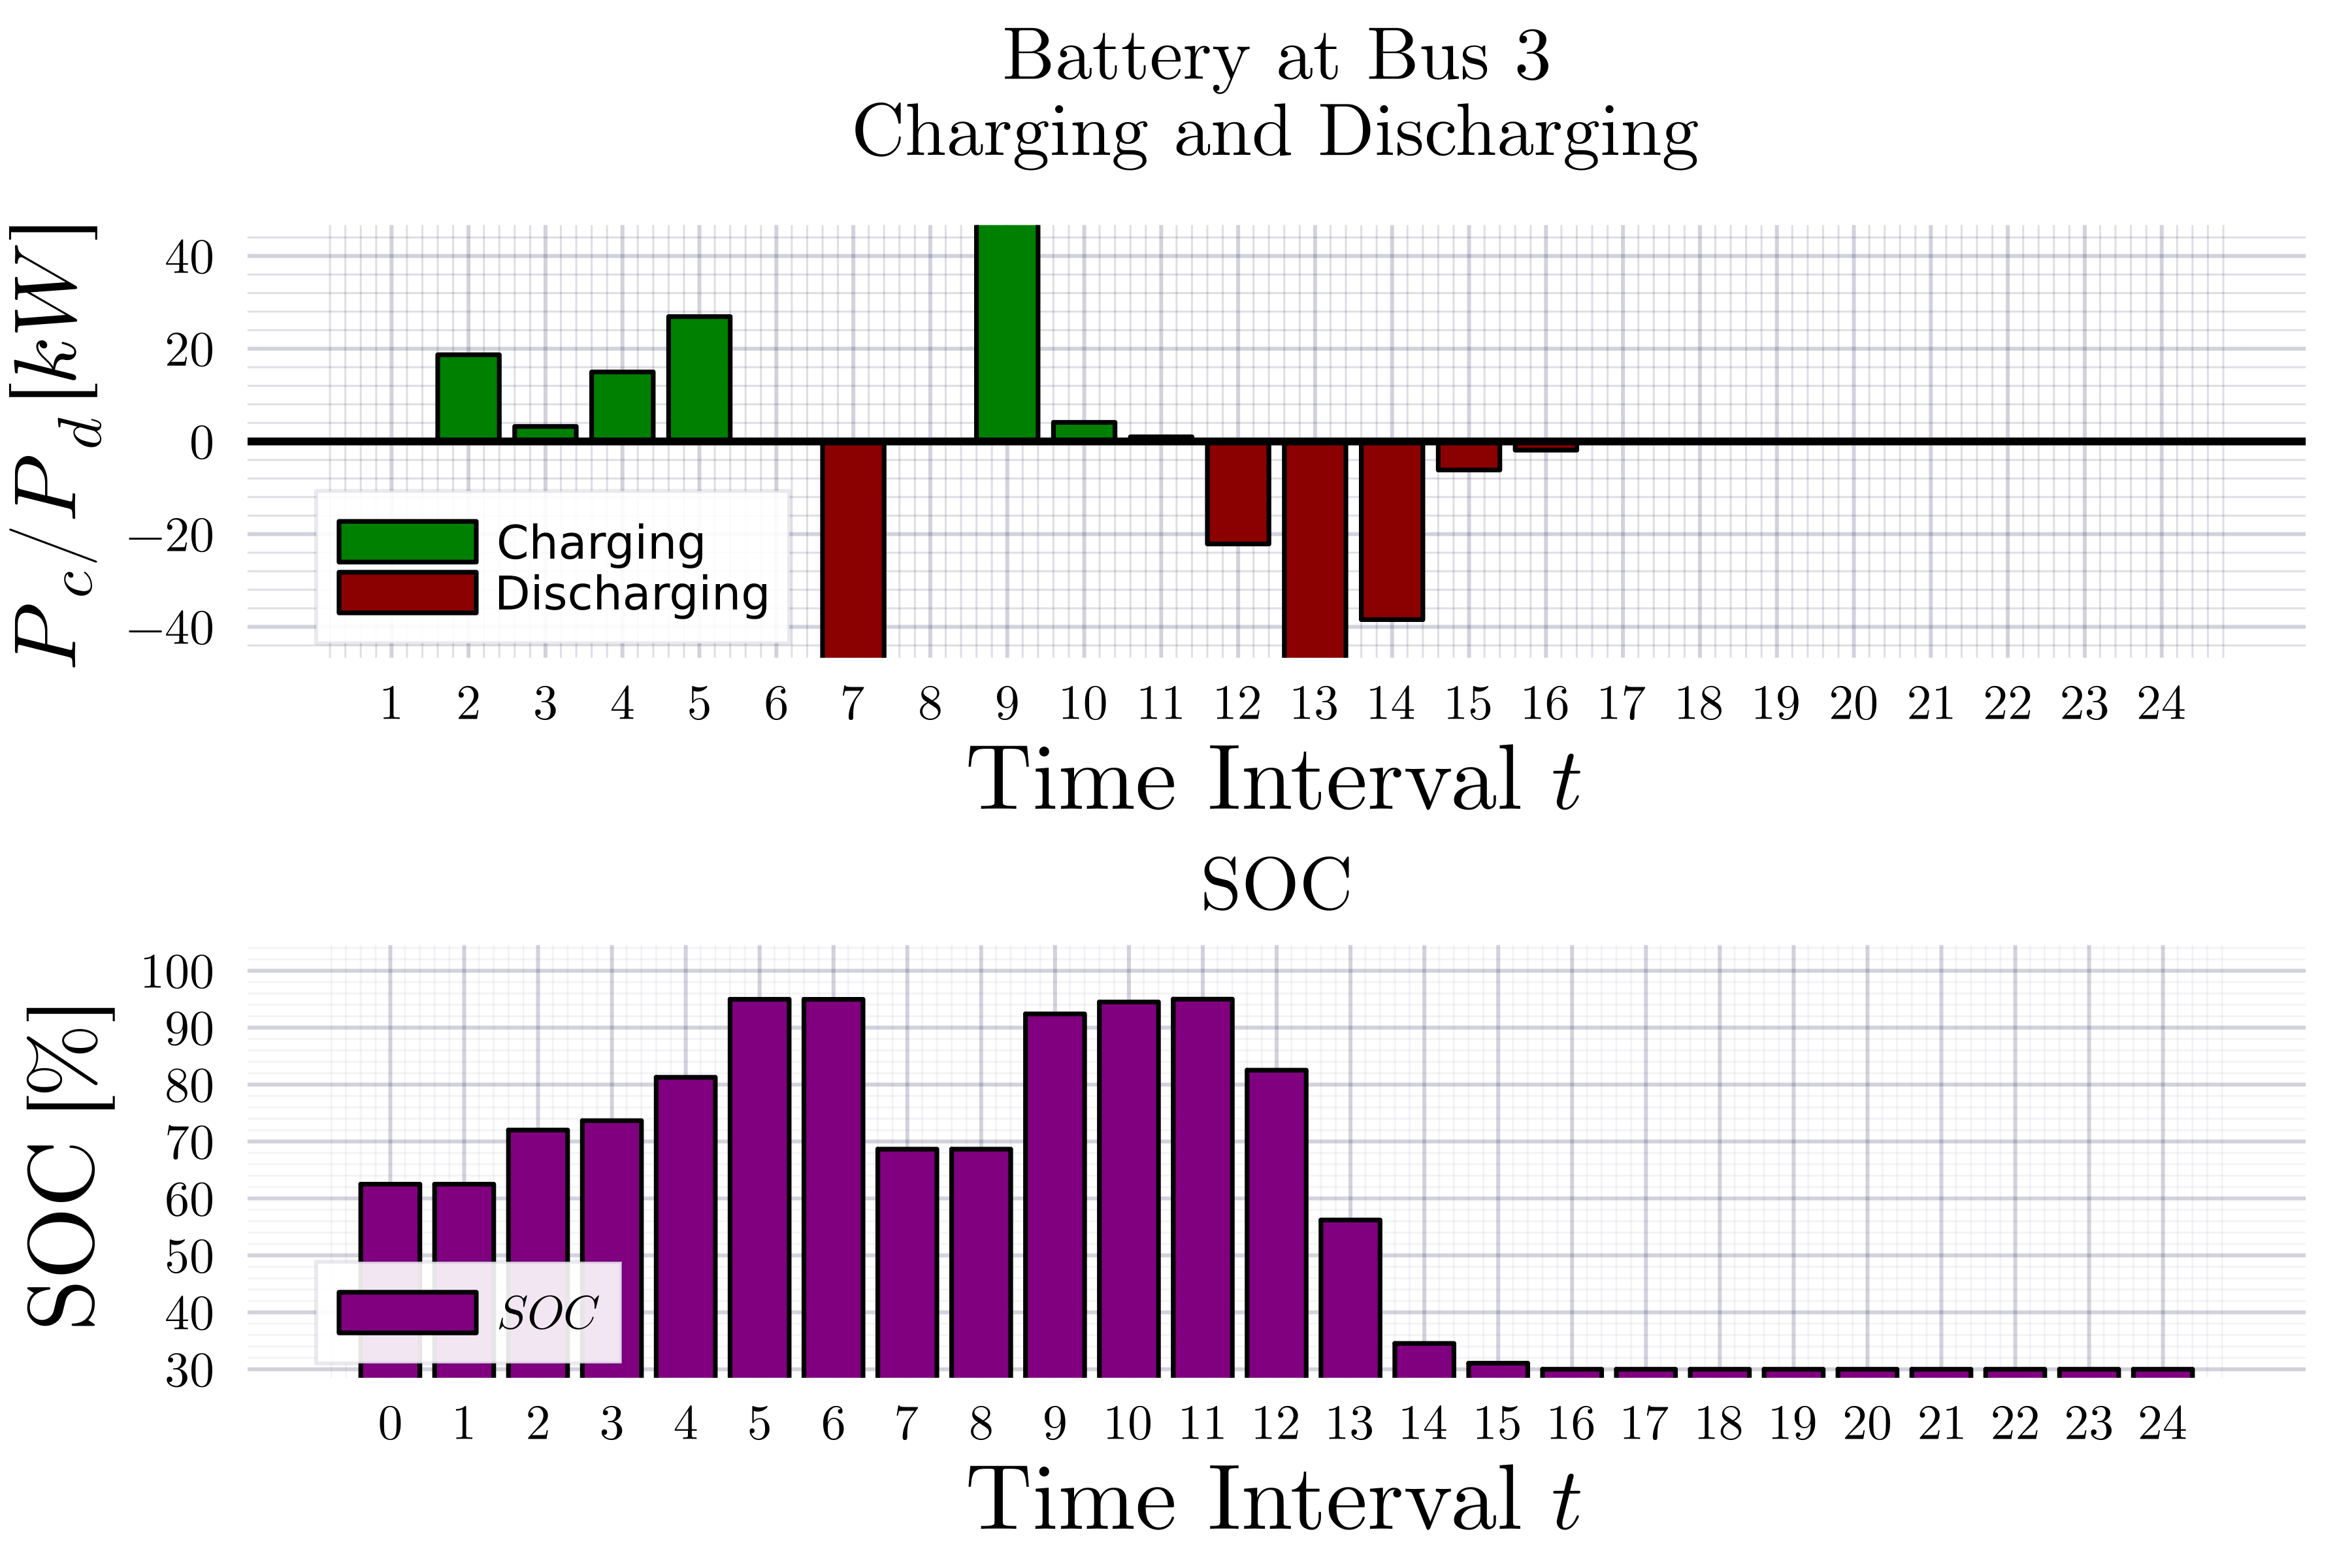 Battery at Bus 3
Charging and Discharging
P_c/P_d [kW]
40
20
0
−20
−40
Charging
Discharging
1 2 3 4 5 6 7 8 9 10 11 12 13 14 15 16 17 18 19 20 21 22 23 24
Time Interval t
SOC
SOC [%]
100
90
80
70
60
50
40
30
SOC
0 1 2 3 4 5 6 7 8 9 10 11 12 13 14 15 16 17 18 19 20 21 22 23 24
Time Interval t